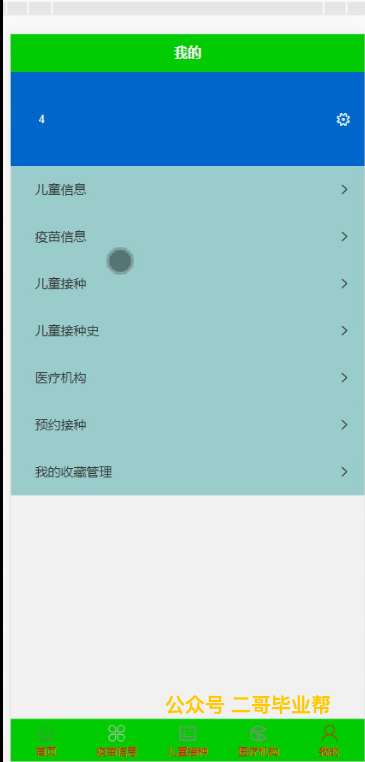 我的
4
儿童信息
疫苗信息
儿童接种
儿童接种史
医疗机构
预约接种
我的收藏管理
公众号 二哥毕业帮
首页 疫苗信息 儿童接种 医疗机构 我的